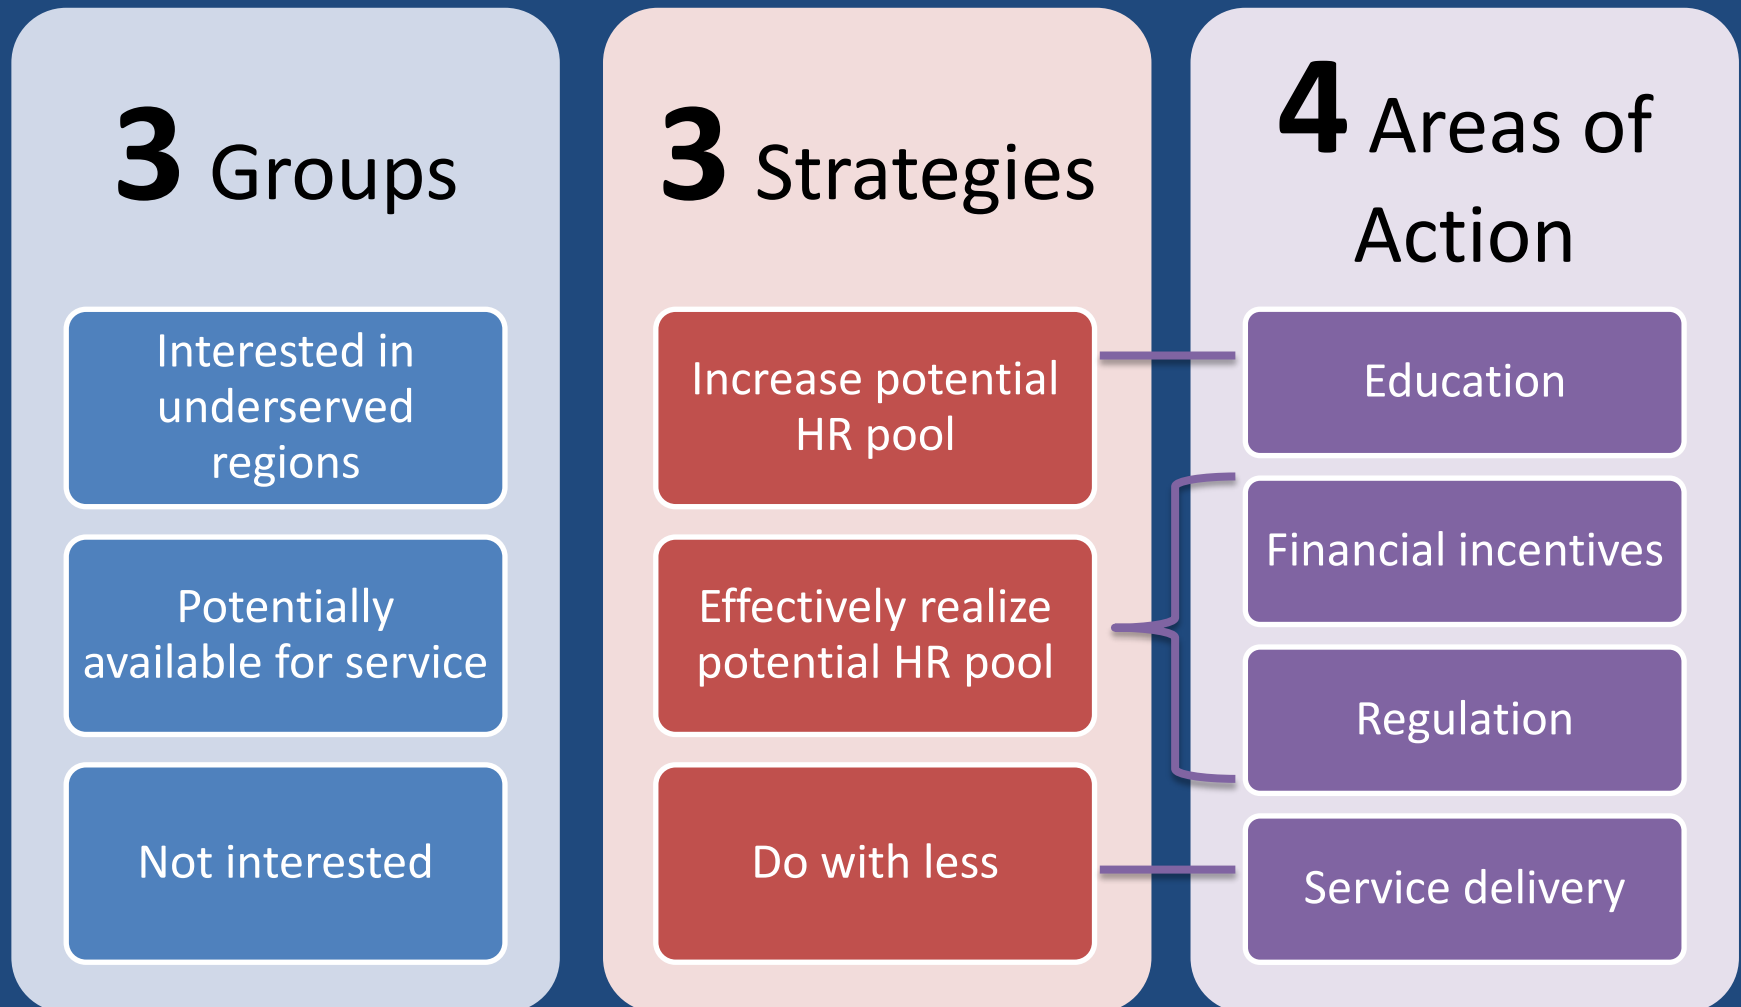 3 Groups
Interested in
underserved
regions
Potentially
available for service
Not interested
3 Strategies
Increase potential
HR pool
Effectively realize
potential HR pool
Do with less
4 Areas of
Action
Education
Financial incentives
Regulation
Service delivery